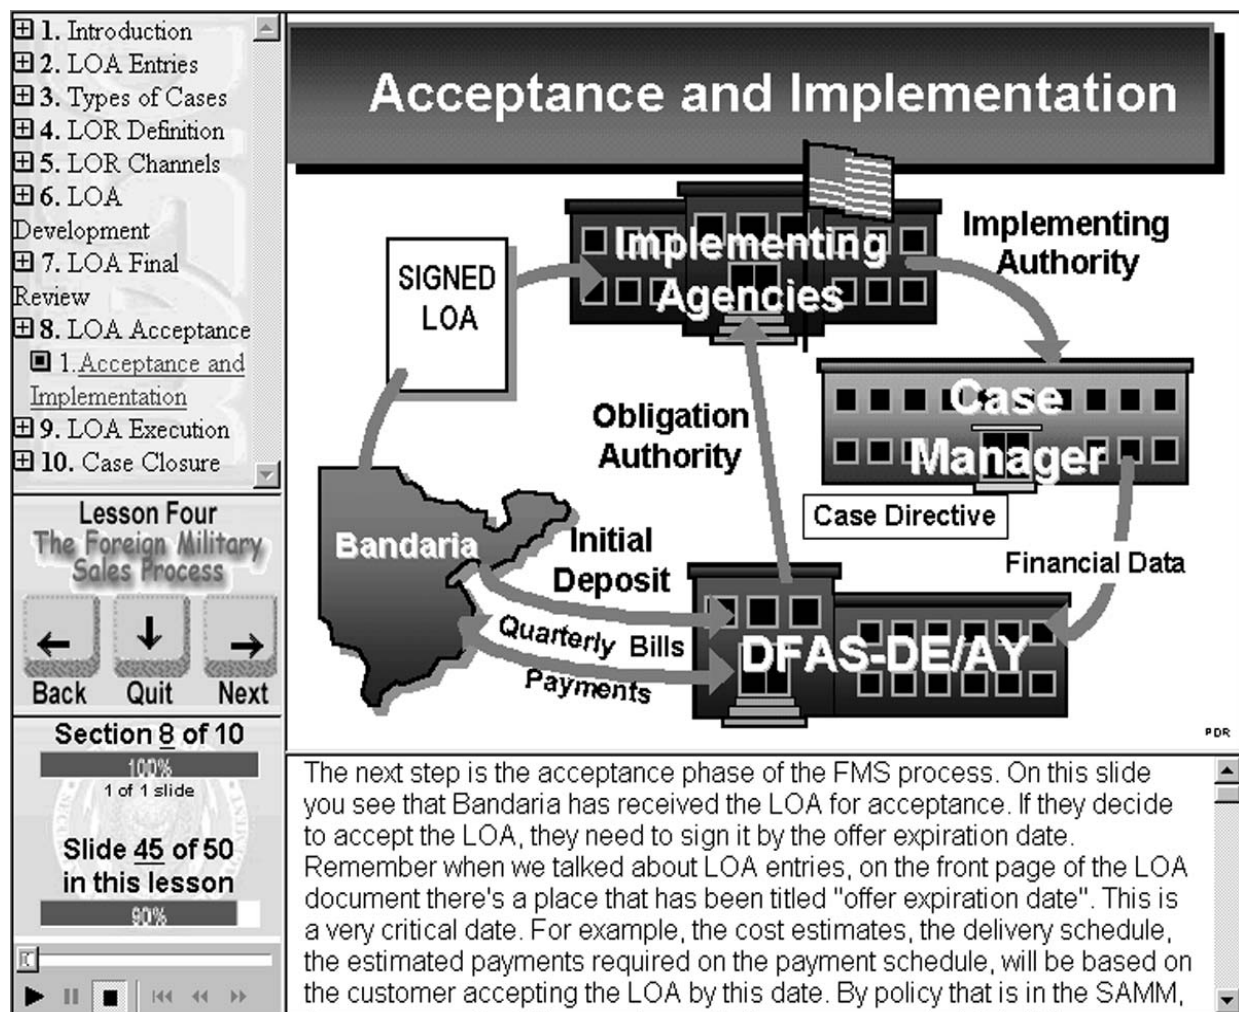 1. Introduction
2. LOA Entries
3. Types of Cases
4. LOR Definition
5. LOR Channels
6. LOA
Development
7. LOA Final
Review
8. LOA Acceptance
1. Acceptance and
Implementation
9. LOA Execution
10. Case Closure
Lesson Four
The Foreign Military
Sales Process
Back Quit Next
Section 8 of 10
100%
1 of 1 slide
Slide 45 of 50
in this lesson
90%
Acceptance and Implementation
SIGNED
LOA
Implementing
Agencies
Implementing
Authority
Case
Manager
Obligation
Authority
Case Directive
Bandaria
Initial
Deposit
Financial Data
Quarterly Bills
Payments
DFAS-DE/AY
PDR
The next step is the acceptance phase of the FMS process. On this slide
you see that Bandaria has received the LOA for acceptance. If they decide
to accept the LOA, they need to sign it by the offer expiration date.
Remember when we talked about LOA entries, on the front page of the LOA
document there's a place that has been titled "offer expiration date". This is
a very critical date. For example, the cost estimates, the delivery schedule,
the estimated payments required on the payment schedule, will be based on
the customer accepting the LOA by this date. By policy that is in the SAMM,